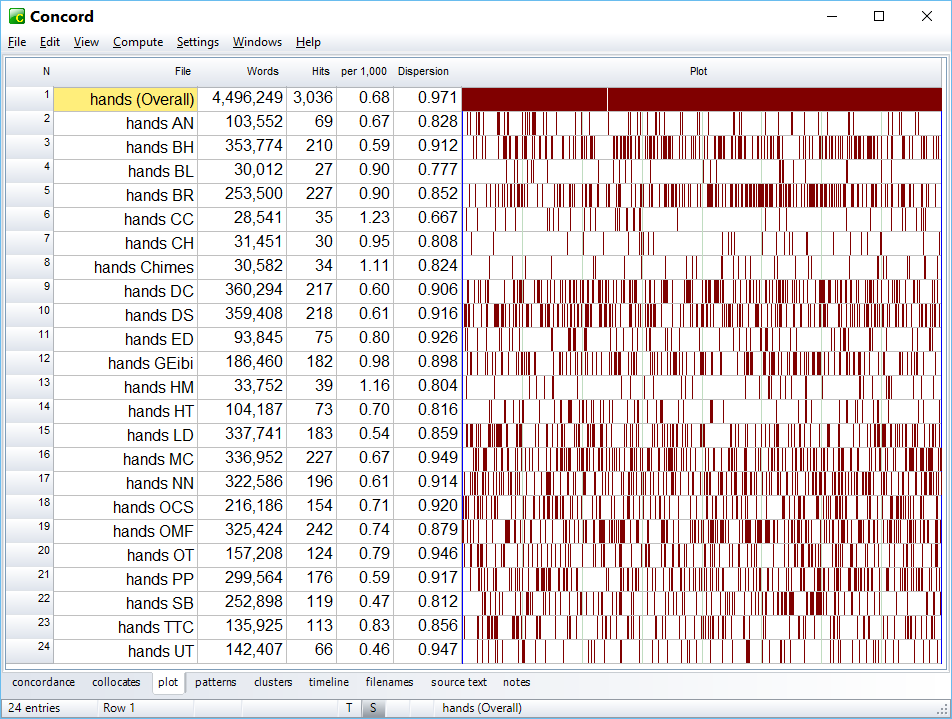 Concord
File Edit View Compute Settings Windows Help
N File Words Hits per 1,000 Dispersion Plot
1 hands (Overall) 4,496,249 3,036 0.68 0.971
2 hands AN 103,552 69 0.67 0.828
3 hands BH 353,774 210 0.59 0.912
4 hands BL 30,012 27 0.90 0.777
5 hands BR 253,500 227 0.90 0.852
6 hands CC 28,541 35 1.23 0.667
7 hands CH 31,451 30 0.95 0.808
8 hands Chimes 30,582 34 1.11 0.824
9 hands DC 360,294 217 0.60 0.906
10 hands DS 359,408 218 0.61 0.916
11 hands ED 93,845 75 0.80 0.926
12 hands GEibi 186,460 182 0.98 0.898
13 hands HM 33,752 39 1.16 0.804
14 hands HT 104,187 73 0.70 0.816
15 hands LD 337,741 183 0.54 0.859
16 hands MC 336,952 227 0.67 0.949
17 hands NN 322,586 196 0.61 0.914
18 hands OCS 216,186 154 0.71 0.920
19 hands OMF 325,424 242 0.74 0.879
20 hands OT 157,208 124 0.79 0.946
21 hands PP 299,564 176 0.59 0.917
22 hands SB 252,898 119 0.47 0.812
23 hands TTC 135,925 113 0.83 0.856
24 hands UT 142,407 66 0.46 0.947
concordance collocates plot patterns clusters timeline filenames source text notes
24 entries Row 1 T S hands (Overall)